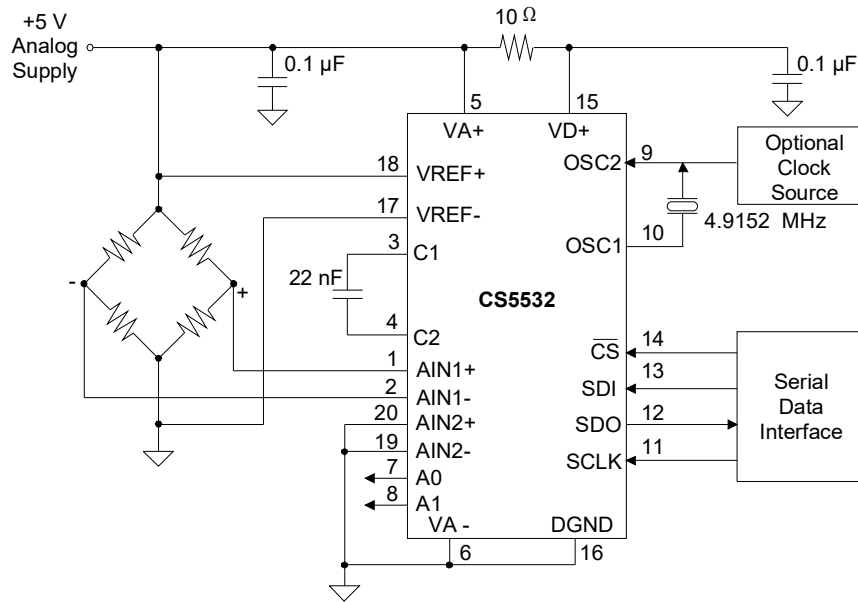 +5 V
Analog
Supply
10 Ω
0.1 µF
0.1 µF
5
15
VA+
VD+
18
VREF+
17
VREF-
3
C1
22 nF
4
C2
1
AIN1+
2
AIN1-
20
AIN2+
19
AIN2-
7
A0
8
A1
VA -
6
DGND
16
CS5532
-
+
OSC2
9
Optional
Clock
Source
4.9152 MHz
OSC1
10
CS
14
SDI
13
SDO
12
SCLK
11
Serial
Data
Interface